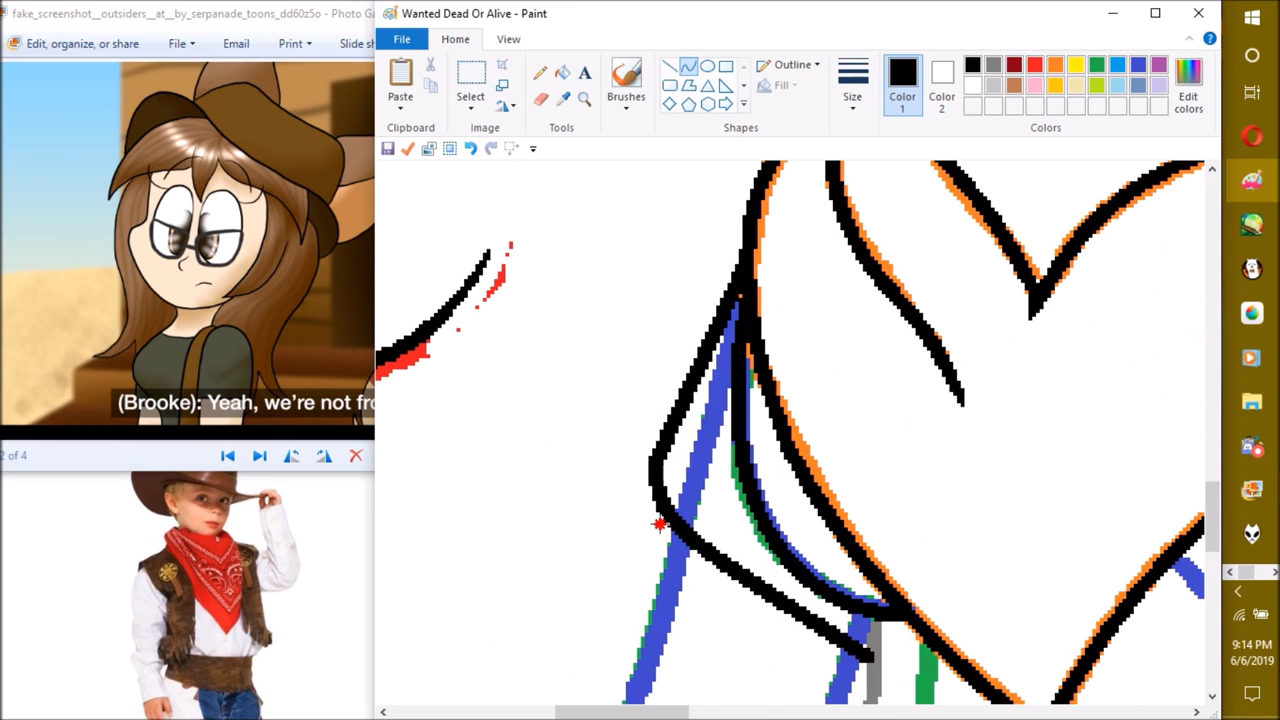 fake_screenshot__outsiders__at__by_serpanade_toons_dd60z5o - Photo Ga
Wanted Dead Or Alive - Paint
Edit, organize, or share
File
Email
Print
Slide sh
File
Home
View
Paste
Select
Brushes
Outline
Fill
Size
Color
1
Color
2
Edit
colors
Clipboard
Image
Tools
Shapes
Colors
(Brooke): Yeah, we're not fro
2 of 4
9:14 PM
6/6/2019